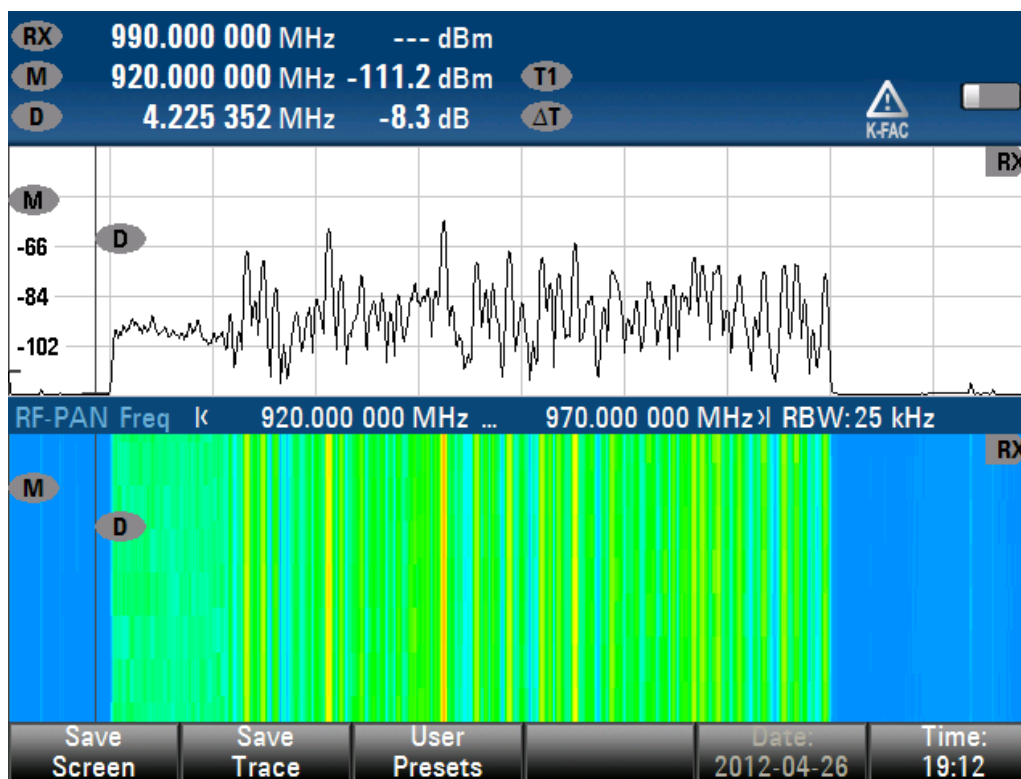 RX 990.000 000 MHz --- dBm
M 920.000 000 MHz -111.2 dBm T1
D 4.225 352 MHz -8.3 dB ΔT
K-FAC
RX
M
D
-66
-84
-102
RF-PAN Freq 920.000 000 MHz ... 970.000 000 MHz RBW:25 kHz
RX
M
D
Save Screen
Save Trace
User Presets
Date: 2012-04-26
Time: 19:12